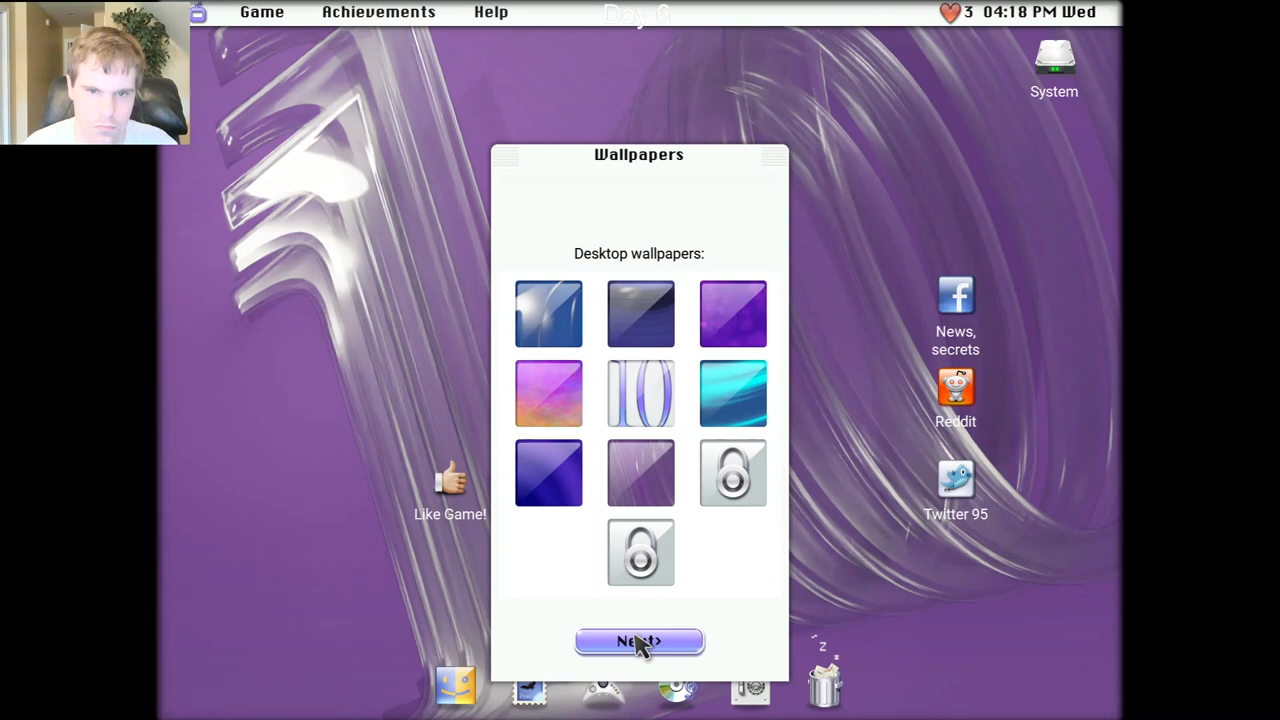 Game Achievements Help Day 6 3 04:18 PM Wed
System
Wallpapers
Desktop wallpapers:
10
News,
secrets
Reddit
Like Game!
Twitter 95
Next>